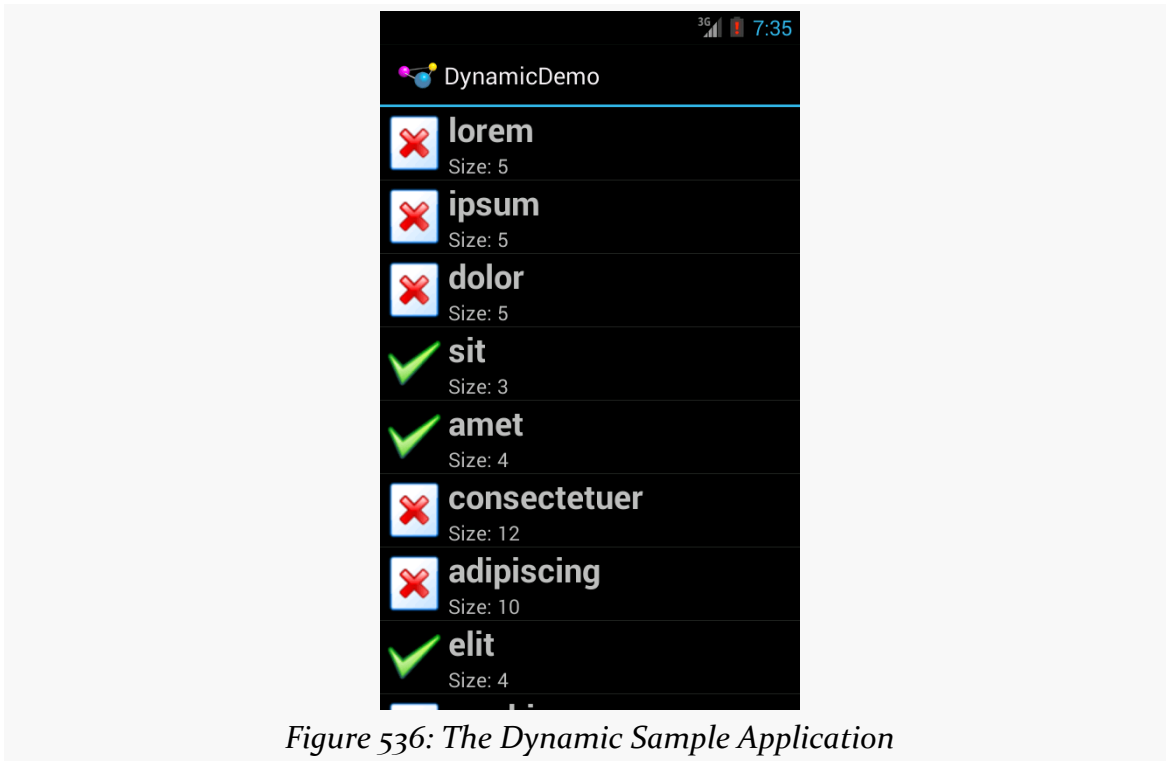 3G 7:35
DynamicDemo
lorem
Size: 5
ipsum
Size: 5
dolor
Size: 5
sit
Size: 3
amet
Size: 4
consectetuer
Size: 12
adipiscing
Size: 10
elit
Size: 4
Figure 536: The Dynamic Sample Application